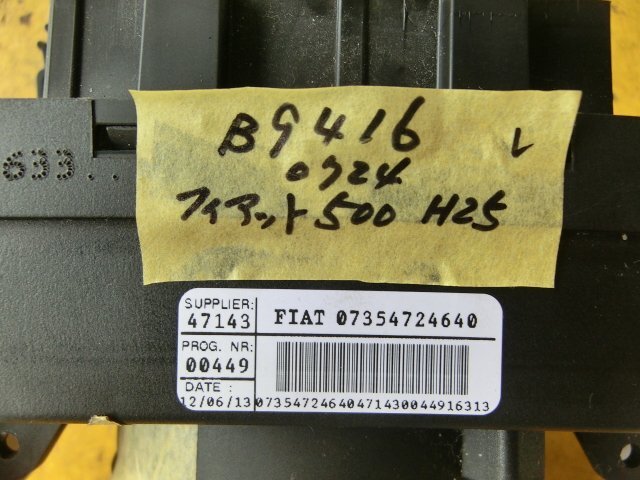 B9416
0724
フィアット500 H25
633..
SUPPLIER:
47143
FIAT 07354724640
PROG. NR:
00449
DATE :
12/06/13
07354724640471430044916313